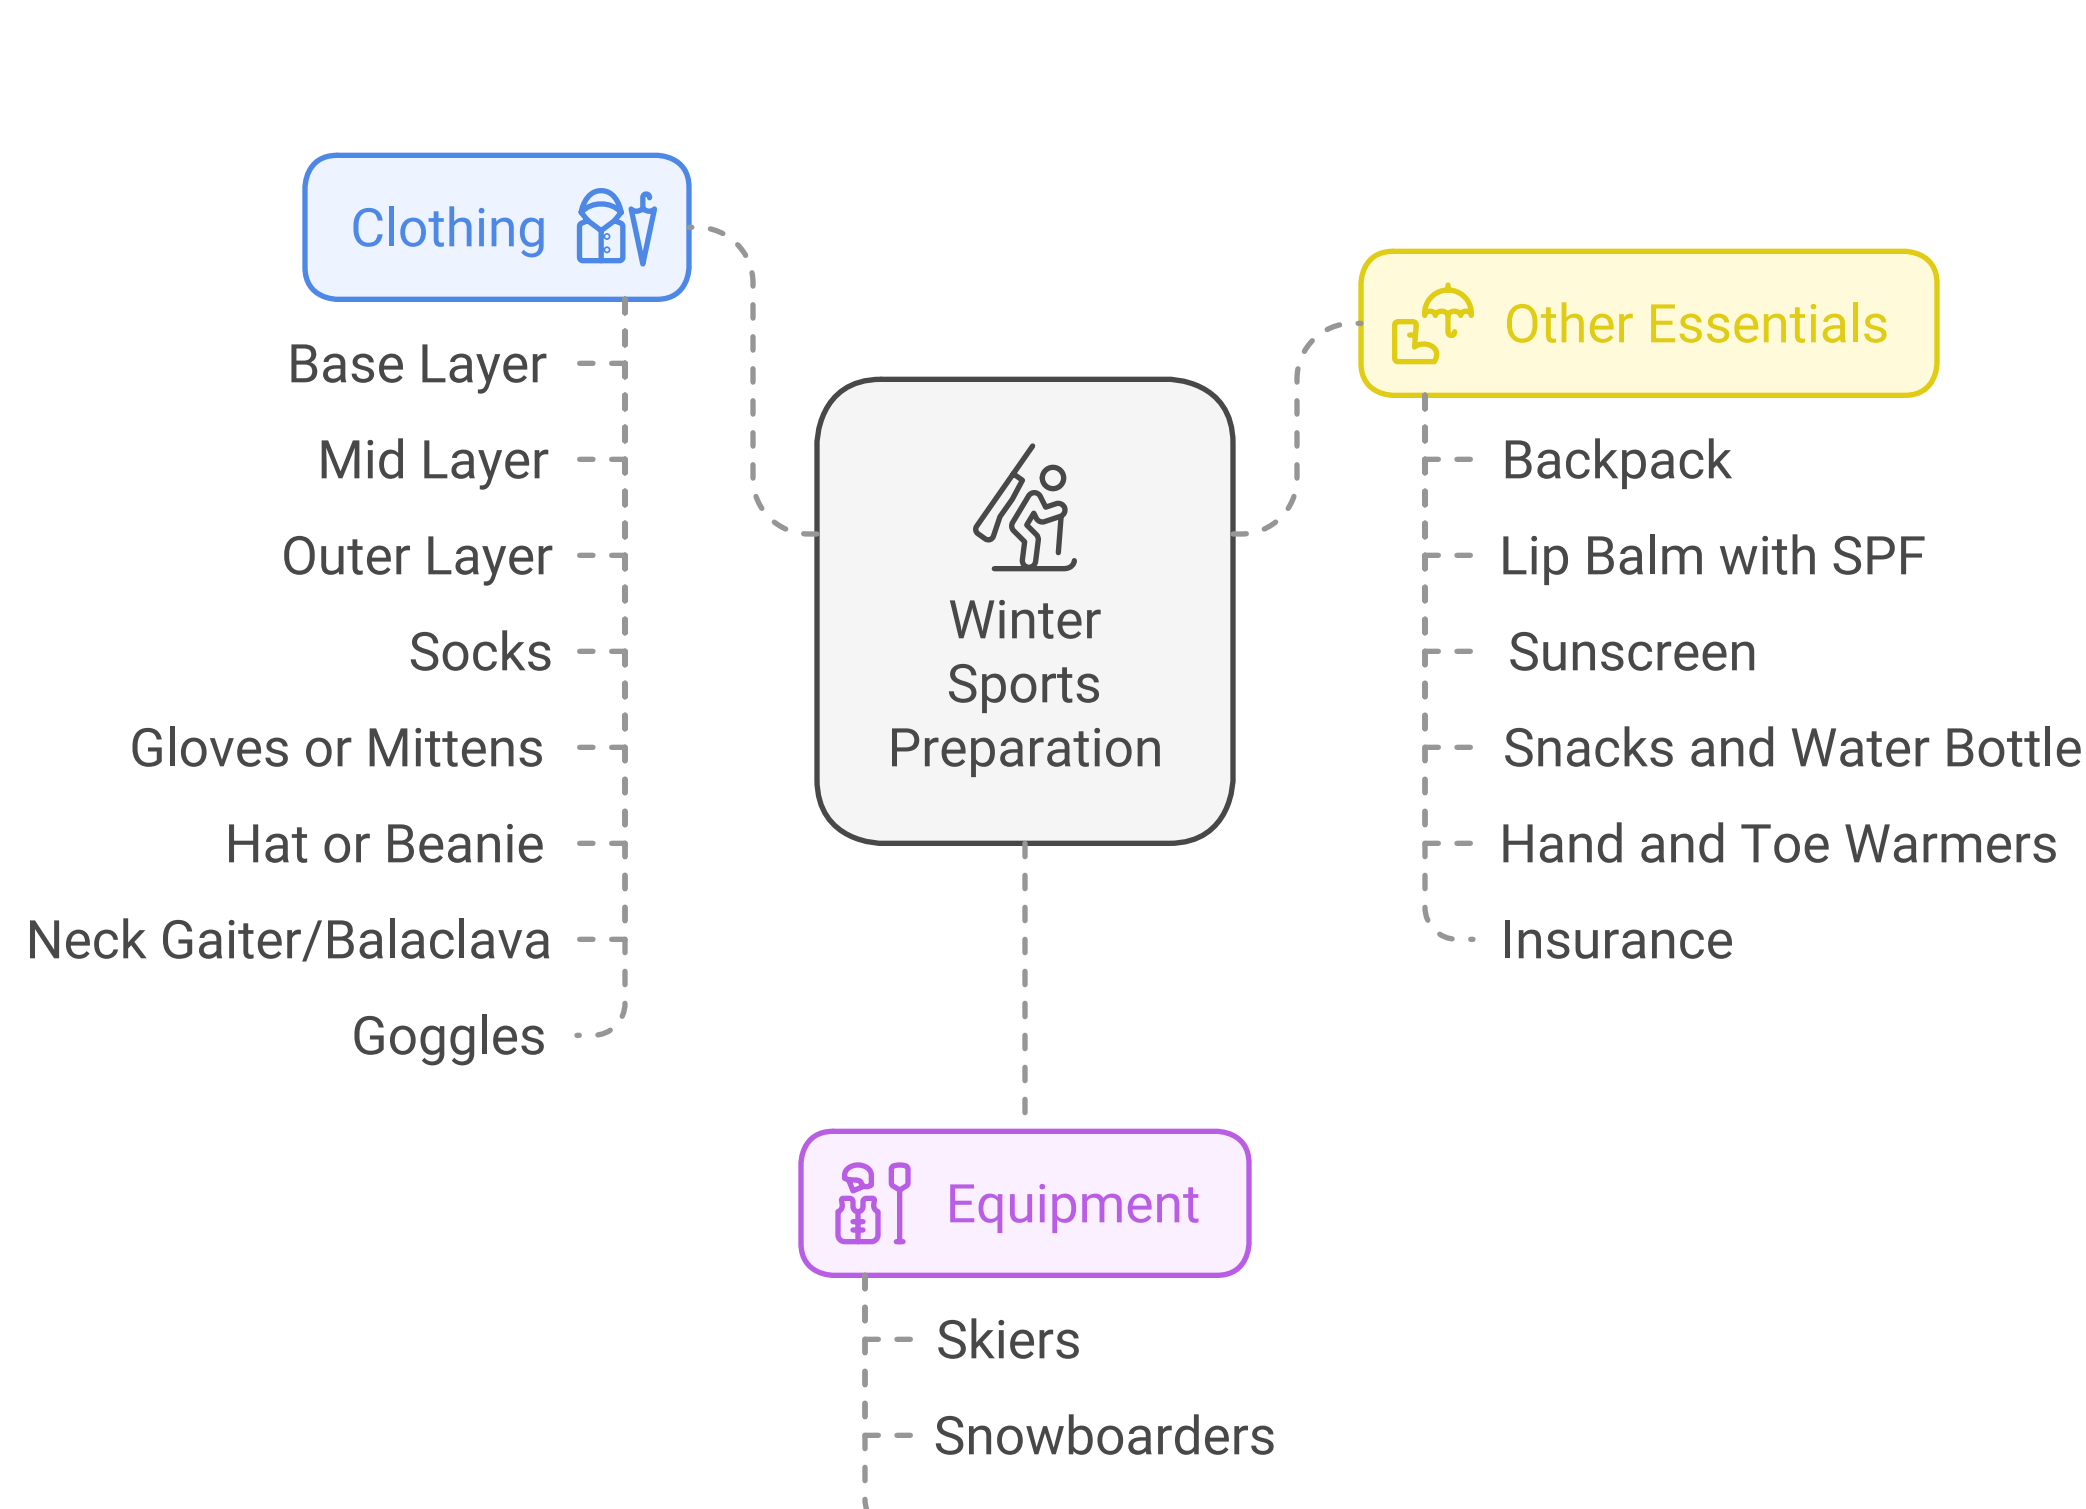 Clothing
Base Layer
Mid Layer
Outer Layer
Socks
Gloves or Mittens
Hat or Beanie
Neck Gaiter/Balaclava
Goggles
Winter
Sports
Preparation
Other Essentials
Backpack
Lip Balm with SPF
Sunscreen
Snacks and Water Bottle
Hand and Toe Warmers
Insurance
Equipment
Skiers
Snowboarders